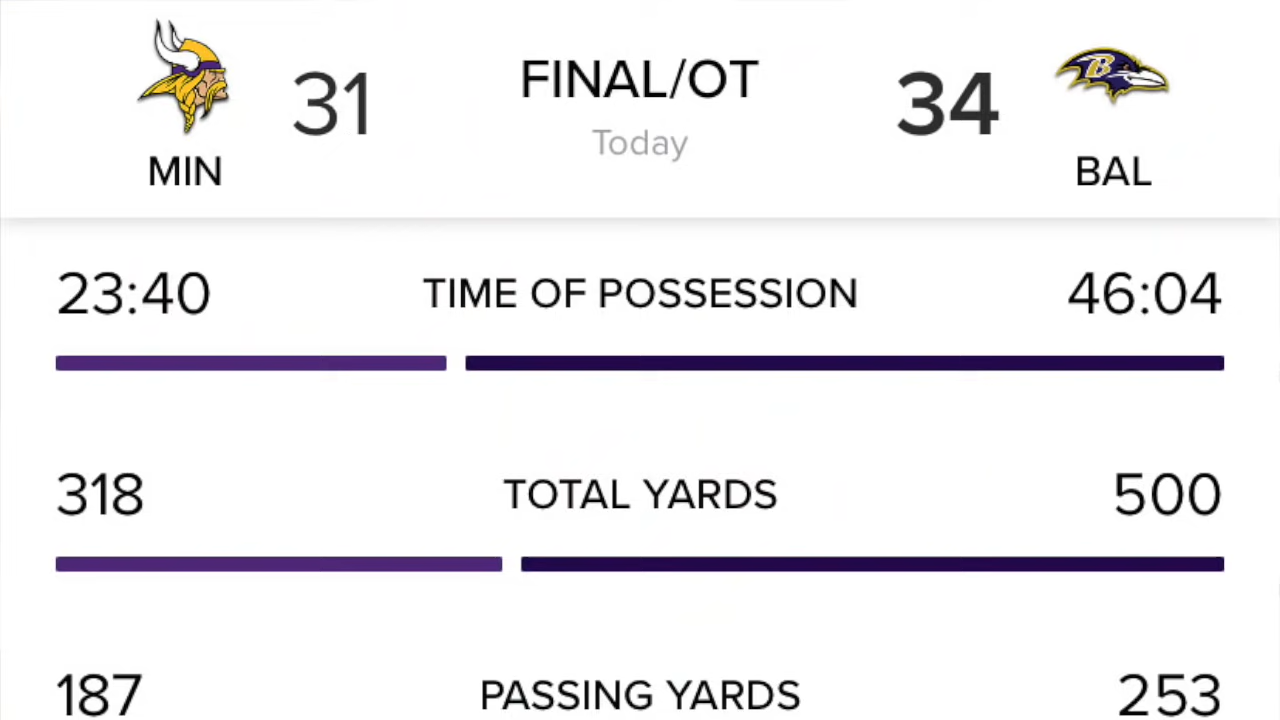 31 FINAL/OT 34
Today
MIN BAL
23:40 TIME OF POSSESSION 46:04
318 TOTAL YARDS 500
187 PASSING YARDS 253